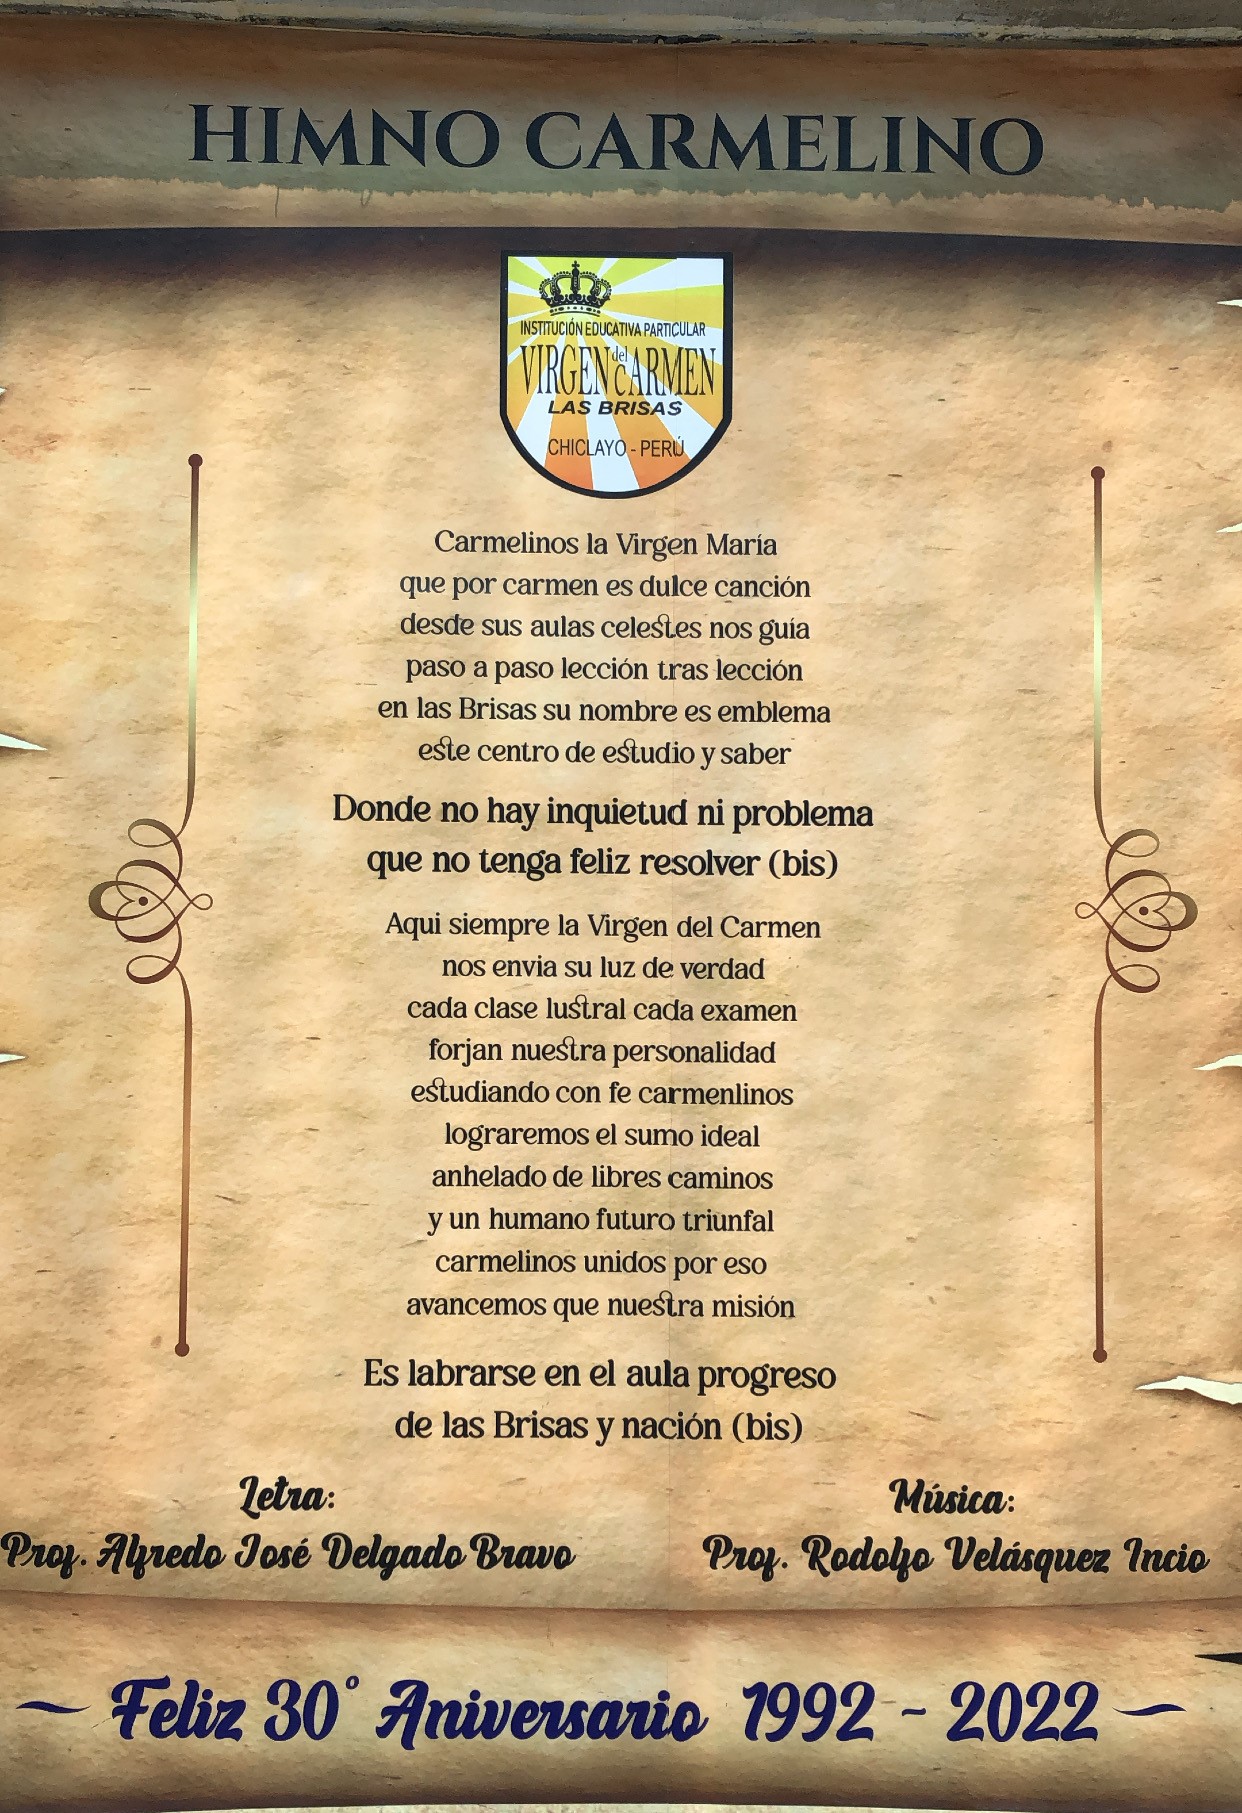 HIMNO CARMELINO
INSTITUCIÓN EDUCATIVA PARTICULAR
VIRGEN del CARMEN
LAS BRISAS
CHICLAYO - PERÚ
Carmelinos la Virgen María
que por carmen es dulce canción
desde sus aulas celestes nos guía
paso a paso lección tras lección
en las Brisas su nombre es emblema
este centro de estudio y saber
Donde no hay inquietud ni problema
que no tenga feliz resolver (bis)
Aqui siempre la Virgen del Carmen
nos envia su luz de verdad
cada clase lustral cada examen
forjan nuestra personalidad
estudiando con fe carmenlinos
lograremos el sumo ideal
anhelado de libres caminos
y un humano futuro triunfal
carmelinos unidos por eso
avancemos que nuestra misión
Es labrarse en el aula progreso
de las Brisas y nación (bis)
Letra:
Prof. Alfredo José Delgado Bravo
Música:
Prof. Rodolfo Velásquez Incio
~ Feliz 30° Aniversario 1992 - 2022 ~